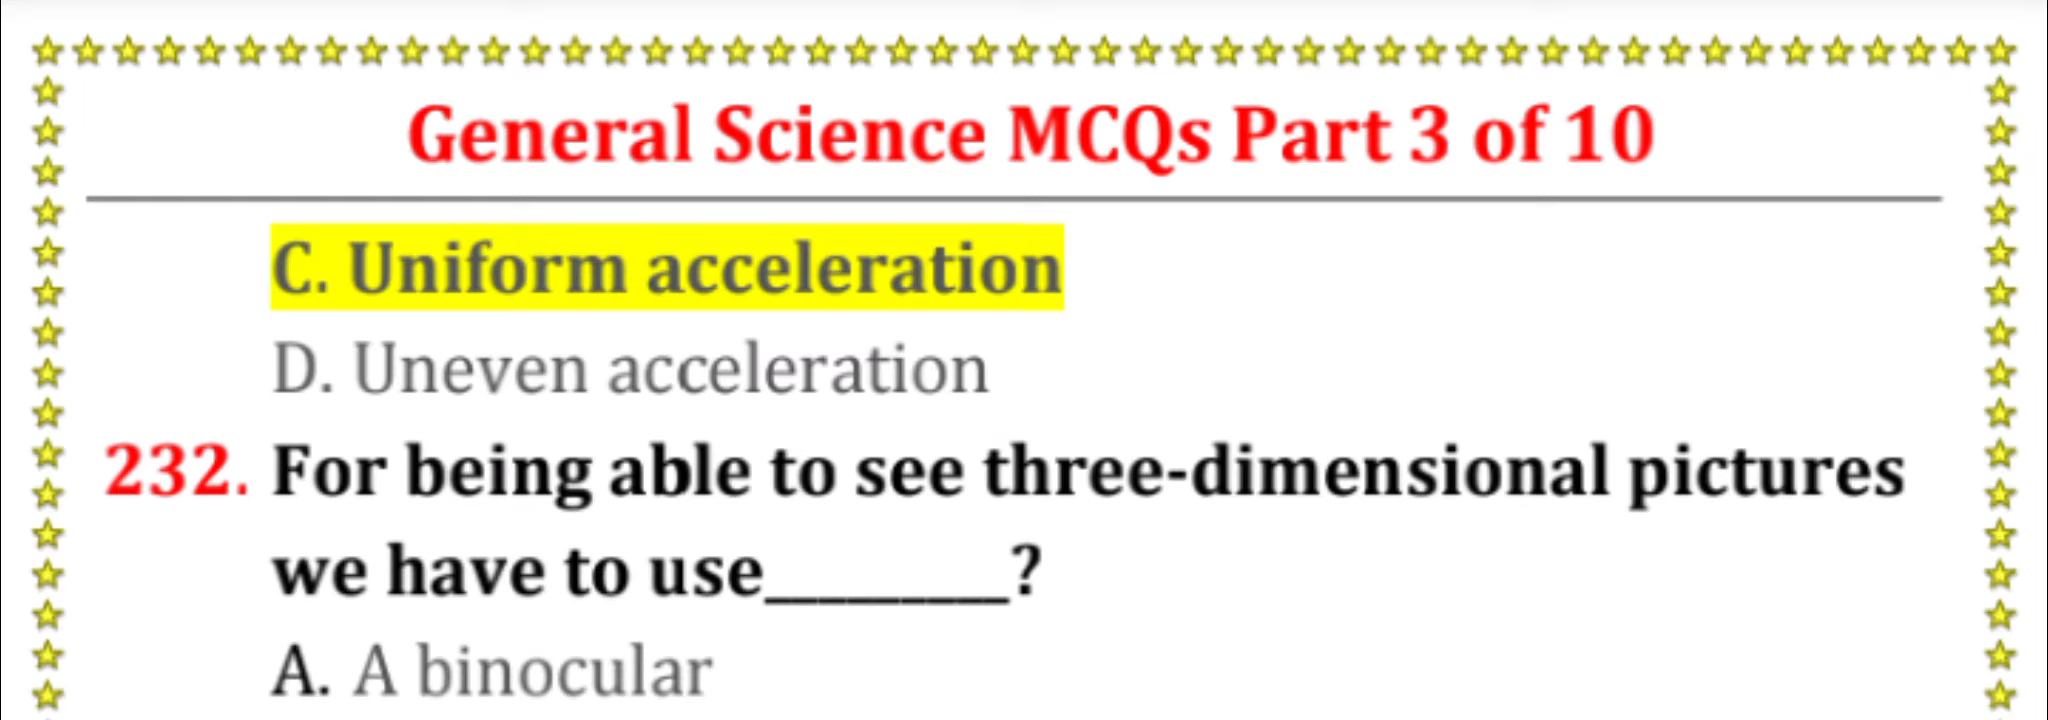 General Science MCQs Part 3 of 10
C. Uniform acceleration
D. Uneven acceleration
232. For being able to see three-dimensional pictures
we have to use_________?
A. A binocular